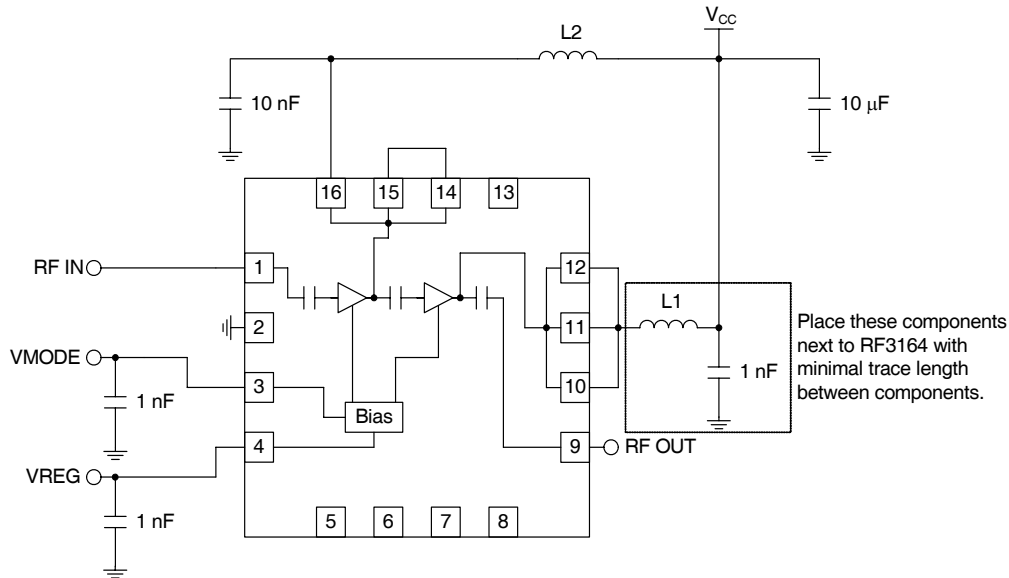 VCC
L2
10 nF
10 µF
16
15
14
13
RF IN
1
12
2
11
L1
Place these components
next to RF3164 with
minimal trace length
between components.
VMODE
3
10
1 nF
1 nF
Bias
4
9
RF OUT
VREG
1 nF
5
6
7
8